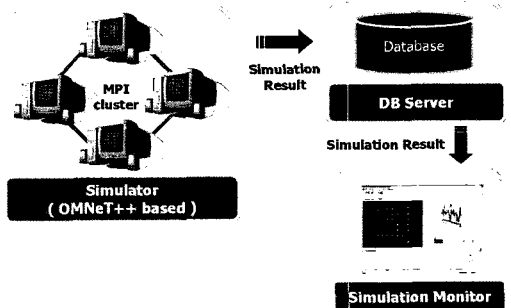 MPI
cluster
Simulator
( OMNeT++ based )
Simulation
Result
Database
DB Server
Simulation Result
Simulation Monitor